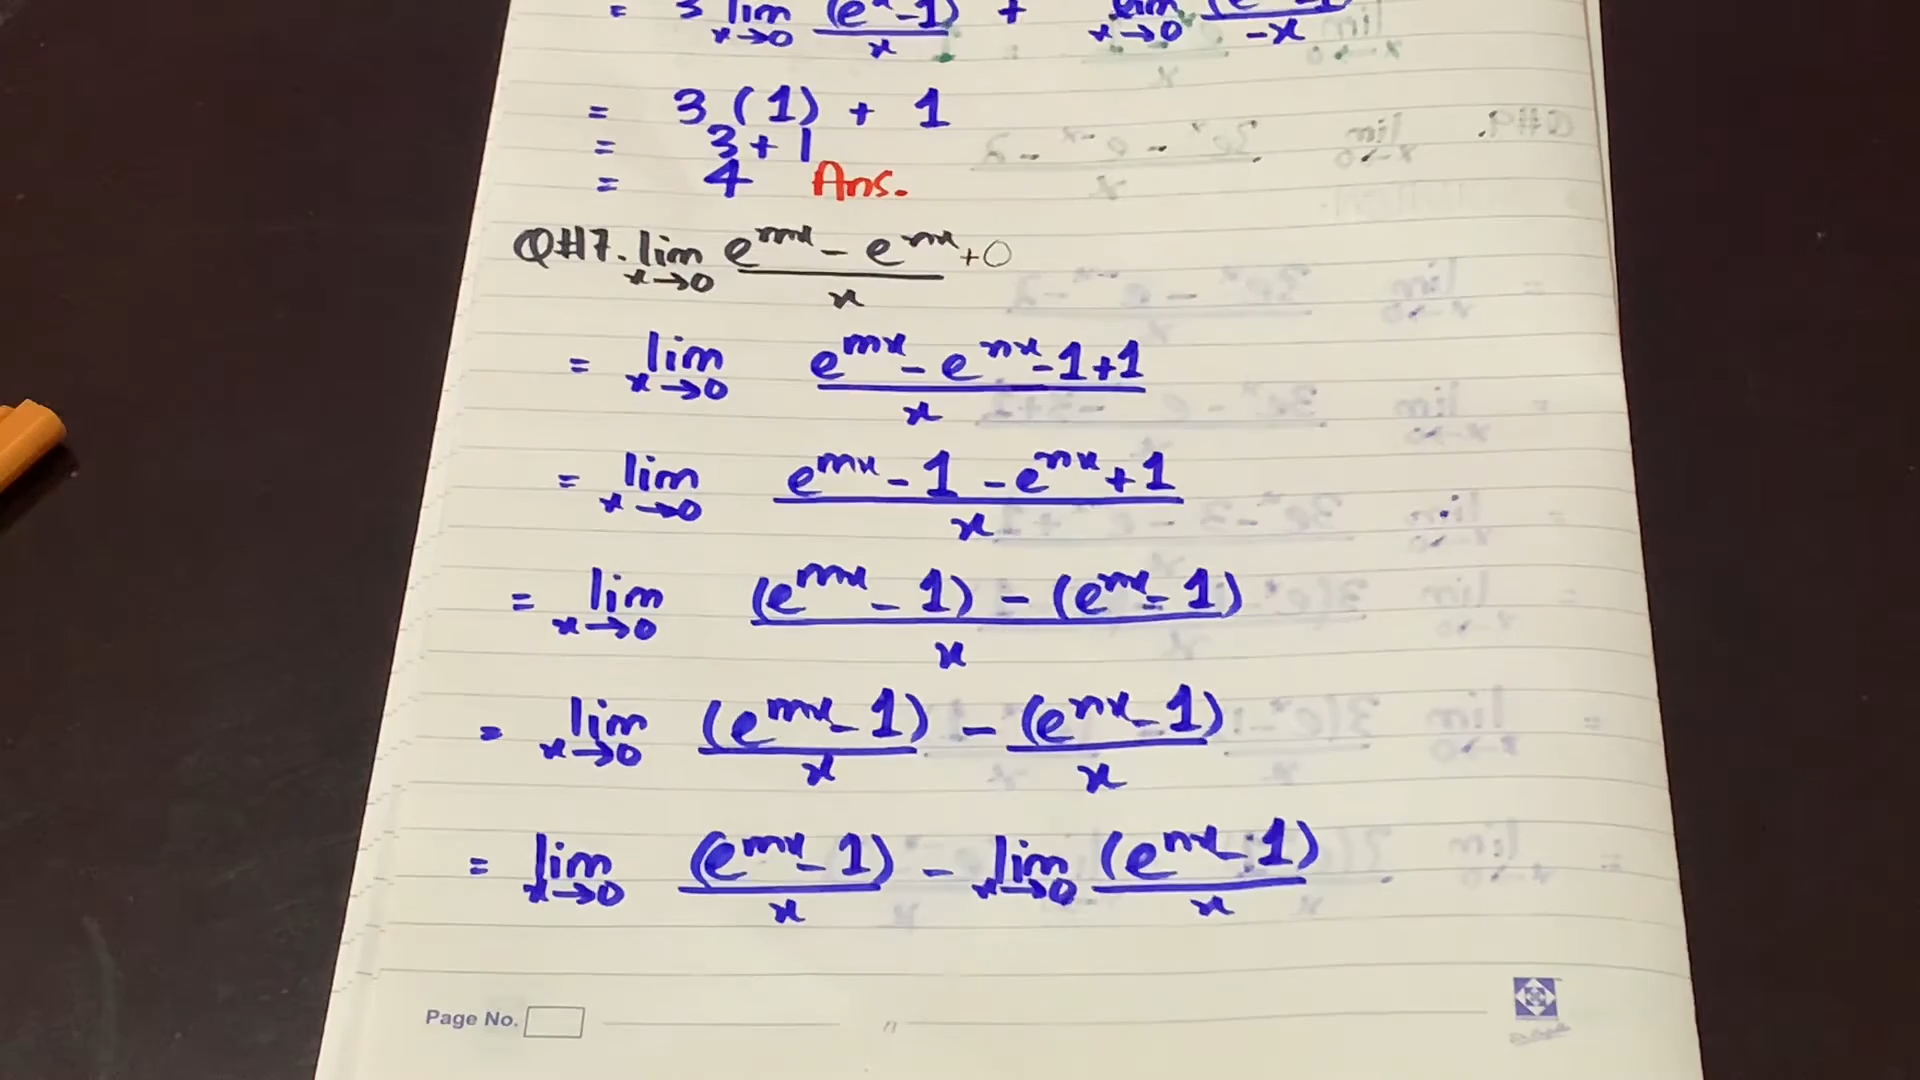 = 3 lim x→0 (eˣ-1)/x + lim x→0 /-x
= 3 (1) + 1
= 3+1
= 4 Ans.
Q#7. lim x→0 (e^mx - e^nx)/x +0
= lim x→0 (e^mx - e^nx -1+1)/x
= lim x→0 (e^mx - 1 - e^nx + 1)/x
= lim x→0 ((e^mx - 1) - (e^nx - 1))/x
= lim x→0 (e^mx - 1)/x - (e^nx - 1)/x
= lim x→0 (e^mx - 1)/x - lim x→0 (e^nx - 1)/x
Page No.